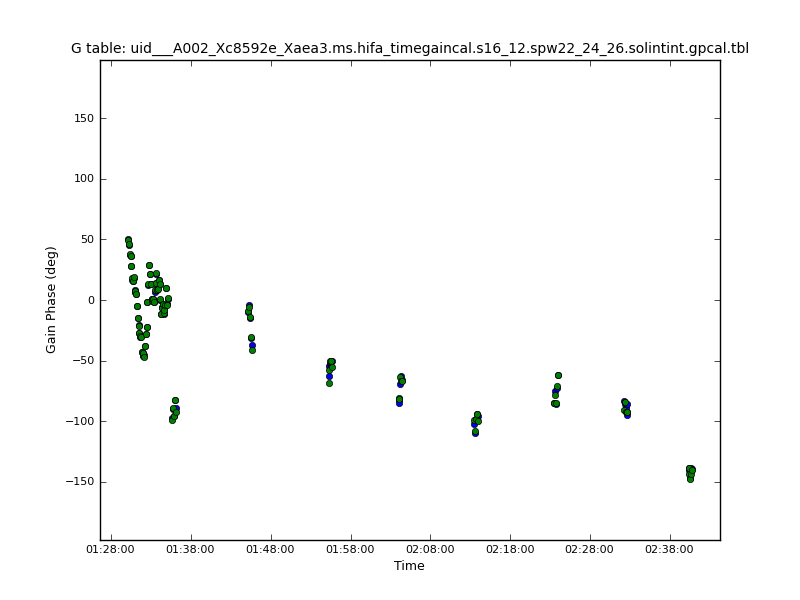 G table: uid___A002_Xc8592e_Xaea3.ms.hifa_timegaincal.s16_12.spw22_24_26.solintint.gpcal.tbl
150
100
50
0
−50
−100
−150
Gain Phase (deg)
01:28:00 01:38:00 01:48:00 01:58:00 02:08:00 02:18:00 02:28:00 02:38:00
Time